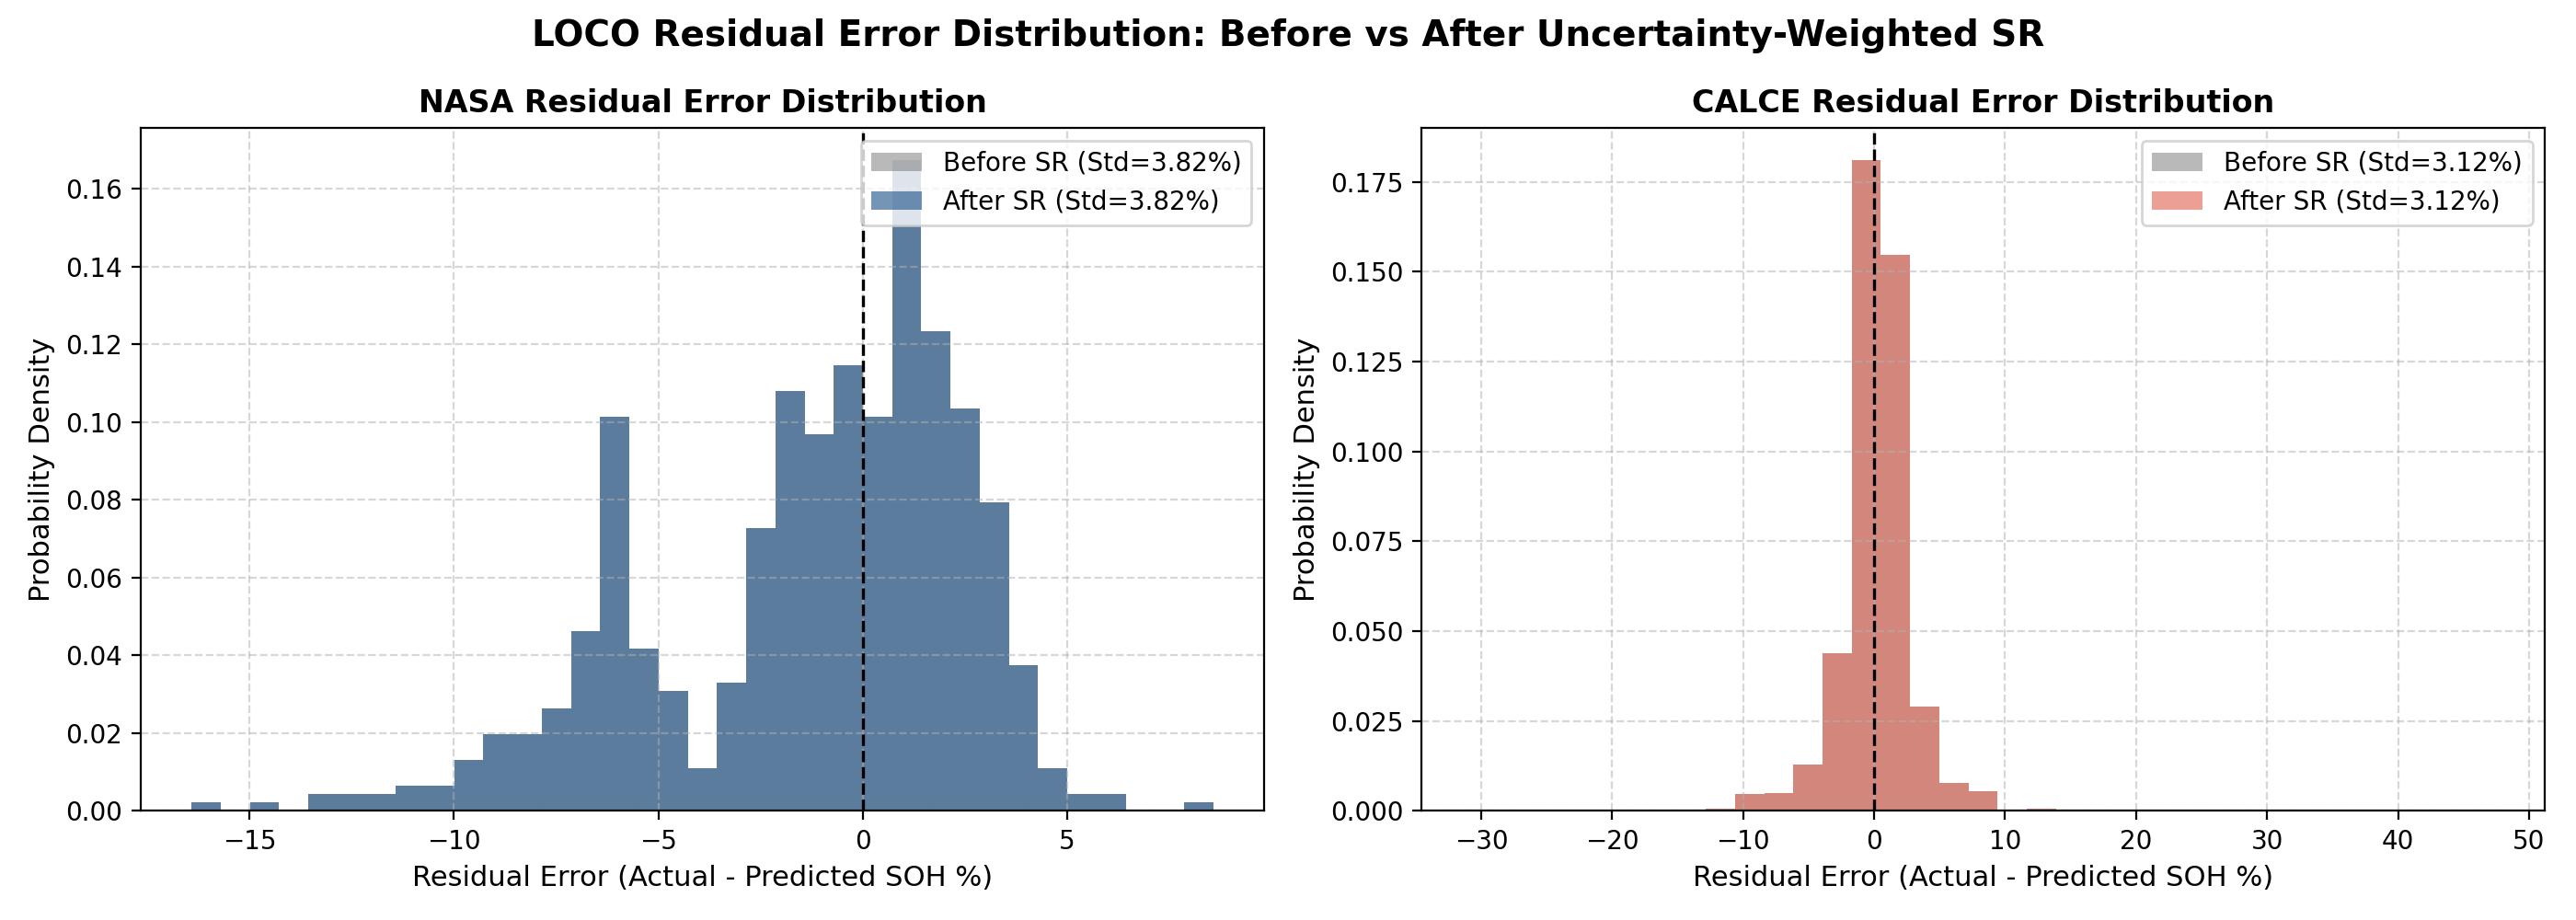 LOCO Residual Error Distribution: Before vs After Uncertainty-Weighted SR
NASA Residual Error Distribution
Before SR (Std=3.82%)
After SR (Std=3.82%)
Probability Density
0.16
0.14
0.12
0.10
0.08
0.06
0.04
0.02
0.00
−15
−10
−5
0
5
Residual Error (Actual - Predicted SOH %)
CALCE Residual Error Distribution
Before SR (Std=3.12%)
After SR (Std=3.12%)
Probability Density
0.175
0.150
0.125
0.100
0.075
0.050
0.025
0.000
−30
−20
−10
0
10
20
30
40
50
Residual Error (Actual - Predicted SOH %)